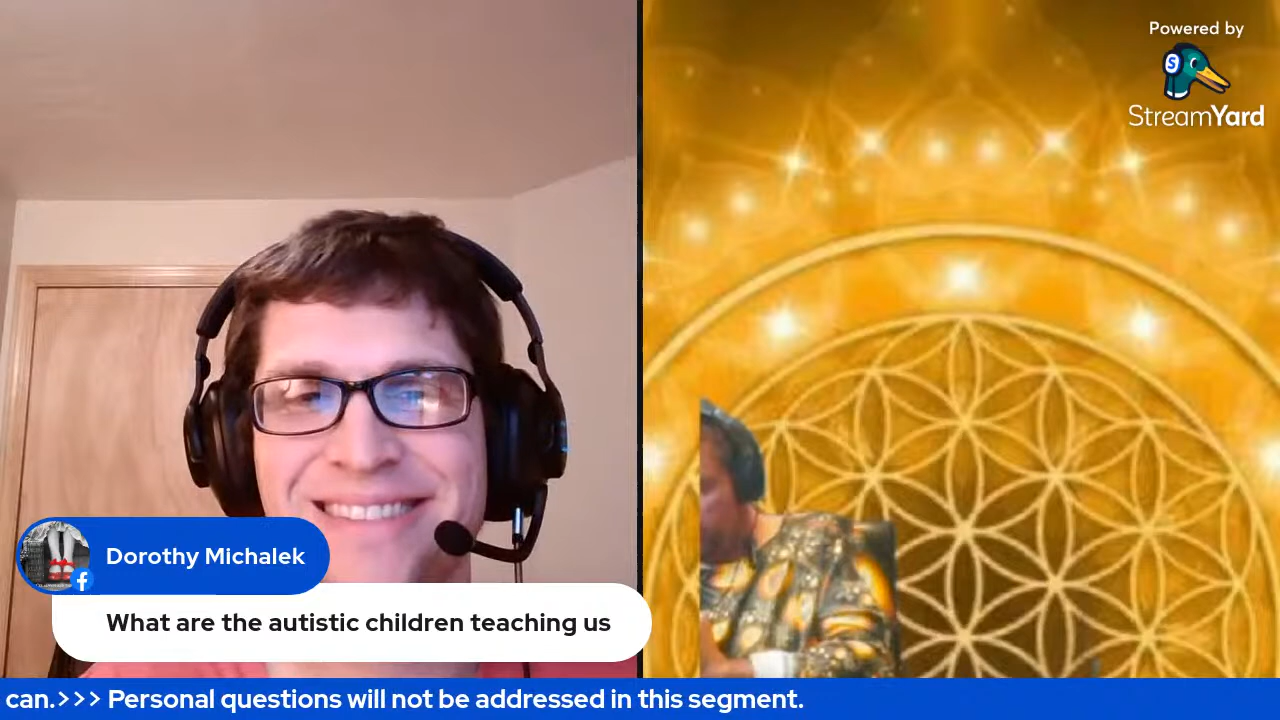 Powered by
StreamYard
Dorothy Michalek
What are the autistic children teaching us
can.>>> Personal questions will not be addressed in this segment.